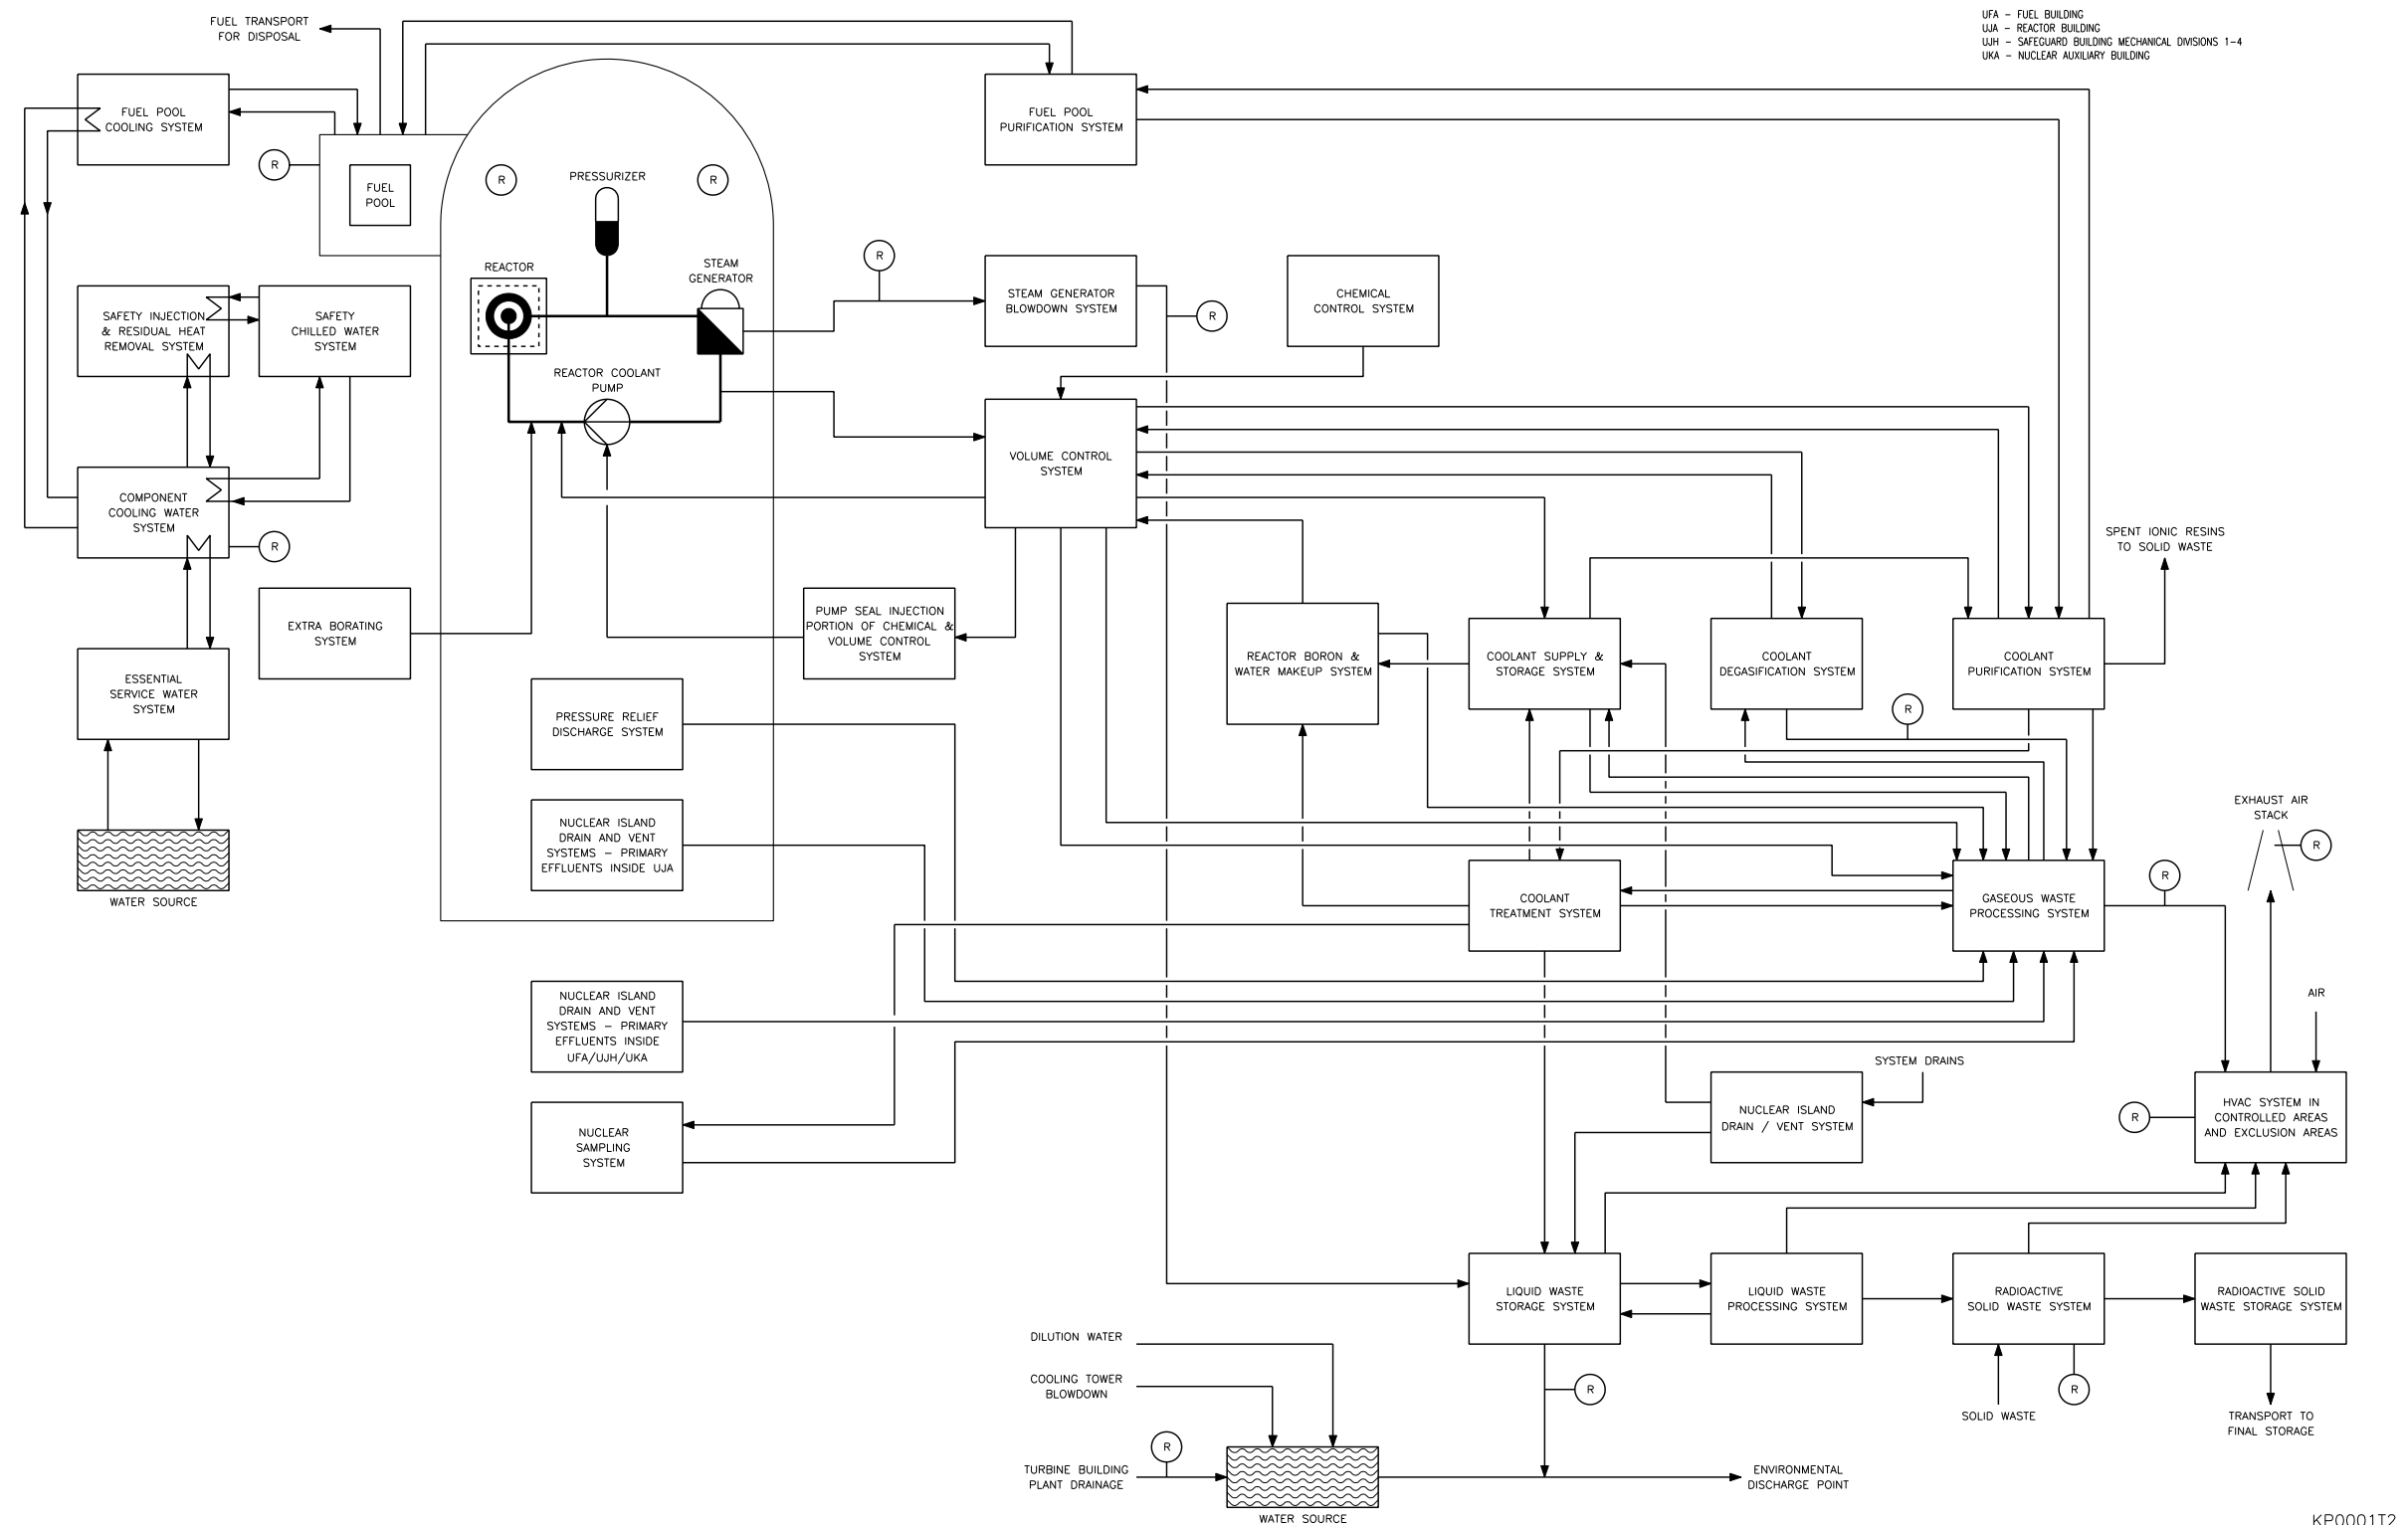 FUEL TRANSPORT
FOR DISPOSAL
UFA – FUEL BUILDING
UJA – REACTOR BUILDING
UJH – SAFEGUARD BUILDING MECHANICAL DIVISIONS 1–4
UKA – NUCLEAR AUXILIARY BUILDING
FUEL POOL
COOLING SYSTEM
FUEL POOL
PURIFICATION SYSTEM
R
FUEL
POOL
R
PRESSURIZER
R
REACTOR
STEAM
GENERATOR
R
STEAM GENERATOR
BLOWDOWN SYSTEM
R
CHEMICAL
CONTROL SYSTEM
SAFETY INJECTION
& RESIDUAL HEAT
REMOVAL SYSTEM
SAFETY
CHILLED WATER
SYSTEM
REACTOR COOLANT
PUMP
VOLUME CONTROL
SYSTEM
COMPONENT
COOLING WATER
SYSTEM
R
SPENT IONIC RESINS
TO SOLID WASTE
EXTRA BORATING
SYSTEM
PUMP SEAL INJECTION
PORTION OF CHEMICAL &
VOLUME CONTROL
SYSTEM
REACTOR BORON &
WATER MAKEUP SYSTEM
COOLANT SUPPLY &
STORAGE SYSTEM
COOLANT
DEGASIFICATION SYSTEM
COOLANT
PURIFICATION SYSTEM
ESSENTIAL
SERVICE WATER
SYSTEM
PRESSURE RELIEF
DISCHARGE SYSTEM
R
NUCLEAR ISLAND
DRAIN AND VENT
SYSTEMS – PRIMARY
EFFLUENTS INSIDE UJA
EXHAUST AIR
STACK
R
WATER SOURCE
COOLANT
TREATMENT SYSTEM
GASEOUS WASTE
PROCESSING SYSTEM
R
NUCLEAR ISLAND
DRAIN AND VENT
SYSTEMS – PRIMARY
EFFLUENTS INSIDE
UFA/UJH/UKA
AIR
SYSTEM DRAINS
NUCLEAR
SAMPLING
SYSTEM
NUCLEAR ISLAND
DRAIN / VENT SYSTEM
R
HVAC SYSTEM IN
CONTROLLED AREAS
AND EXCLUSION AREAS
LIQUID WASTE
STORAGE SYSTEM
LIQUID WASTE
PROCESSING SYSTEM
RADIOACTIVE
SOLID WASTE SYSTEM
RADIOACTIVE SOLID
WASTE STORAGE SYSTEM
DILUTION WATER
COOLING TOWER
BLOWDOWN
R
R
SOLID WASTE
TRANSPORT TO
FINAL STORAGE
R
TURBINE BUILDING
PLANT DRAINAGE
ENVIRONMENTAL
DISCHARGE POINT
WATER SOURCE
KP0001T2